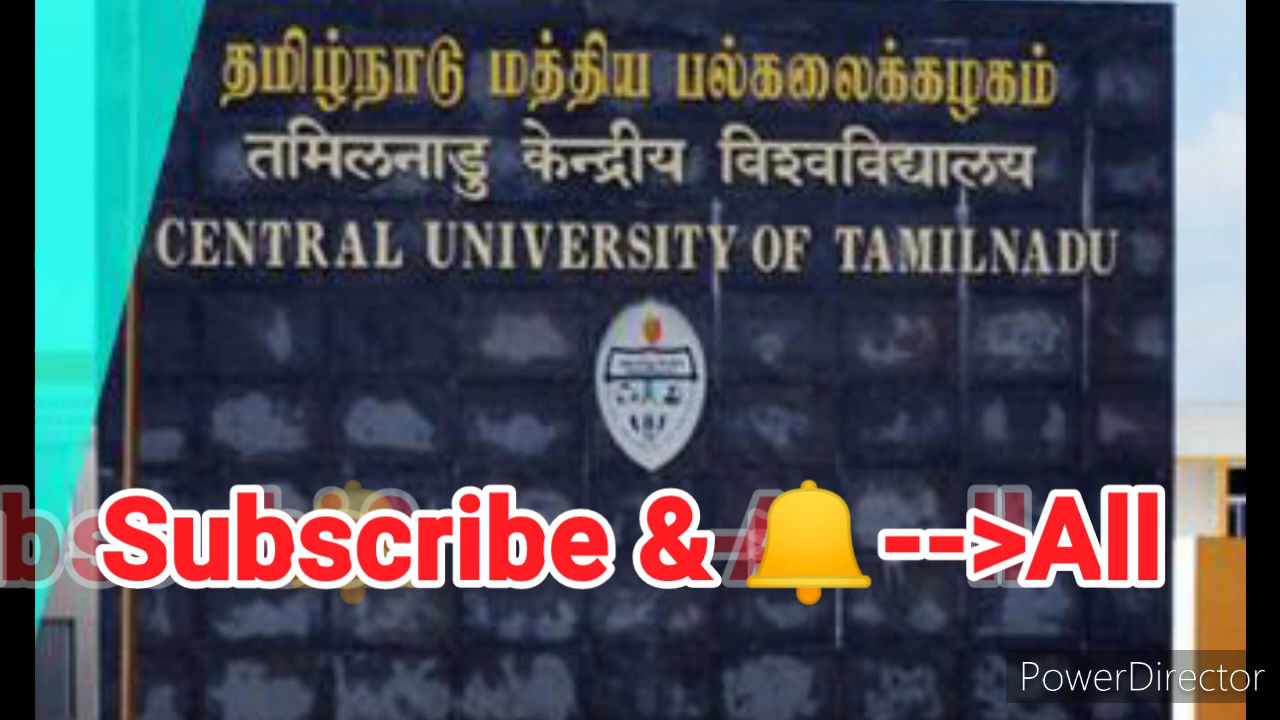 தமிழ்நாடு மத்திய பல்கலைக்கழகம்
तमिलनाडु केन्द्रीय विश्वविद्यालय
CENTRAL UNIVERSITY OF TAMILNADU
Subscribe & 🔔-->All
PowerDirector